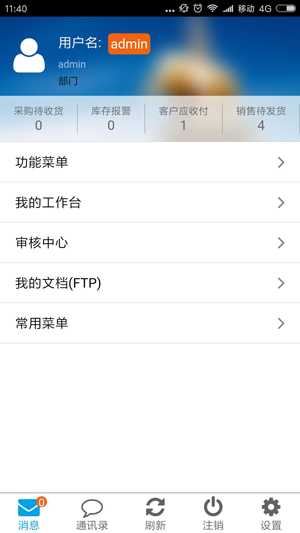 11:40
... 移动 4G
用户名: admin
admin
部门
采购待收货 库存报警 客户应收付 销售待发货
0 0 1 4
功能菜单
我的工作台
审核中心
我的文档(FTP)
常用菜单
0
消息 通讯录 刷新 注销 设置